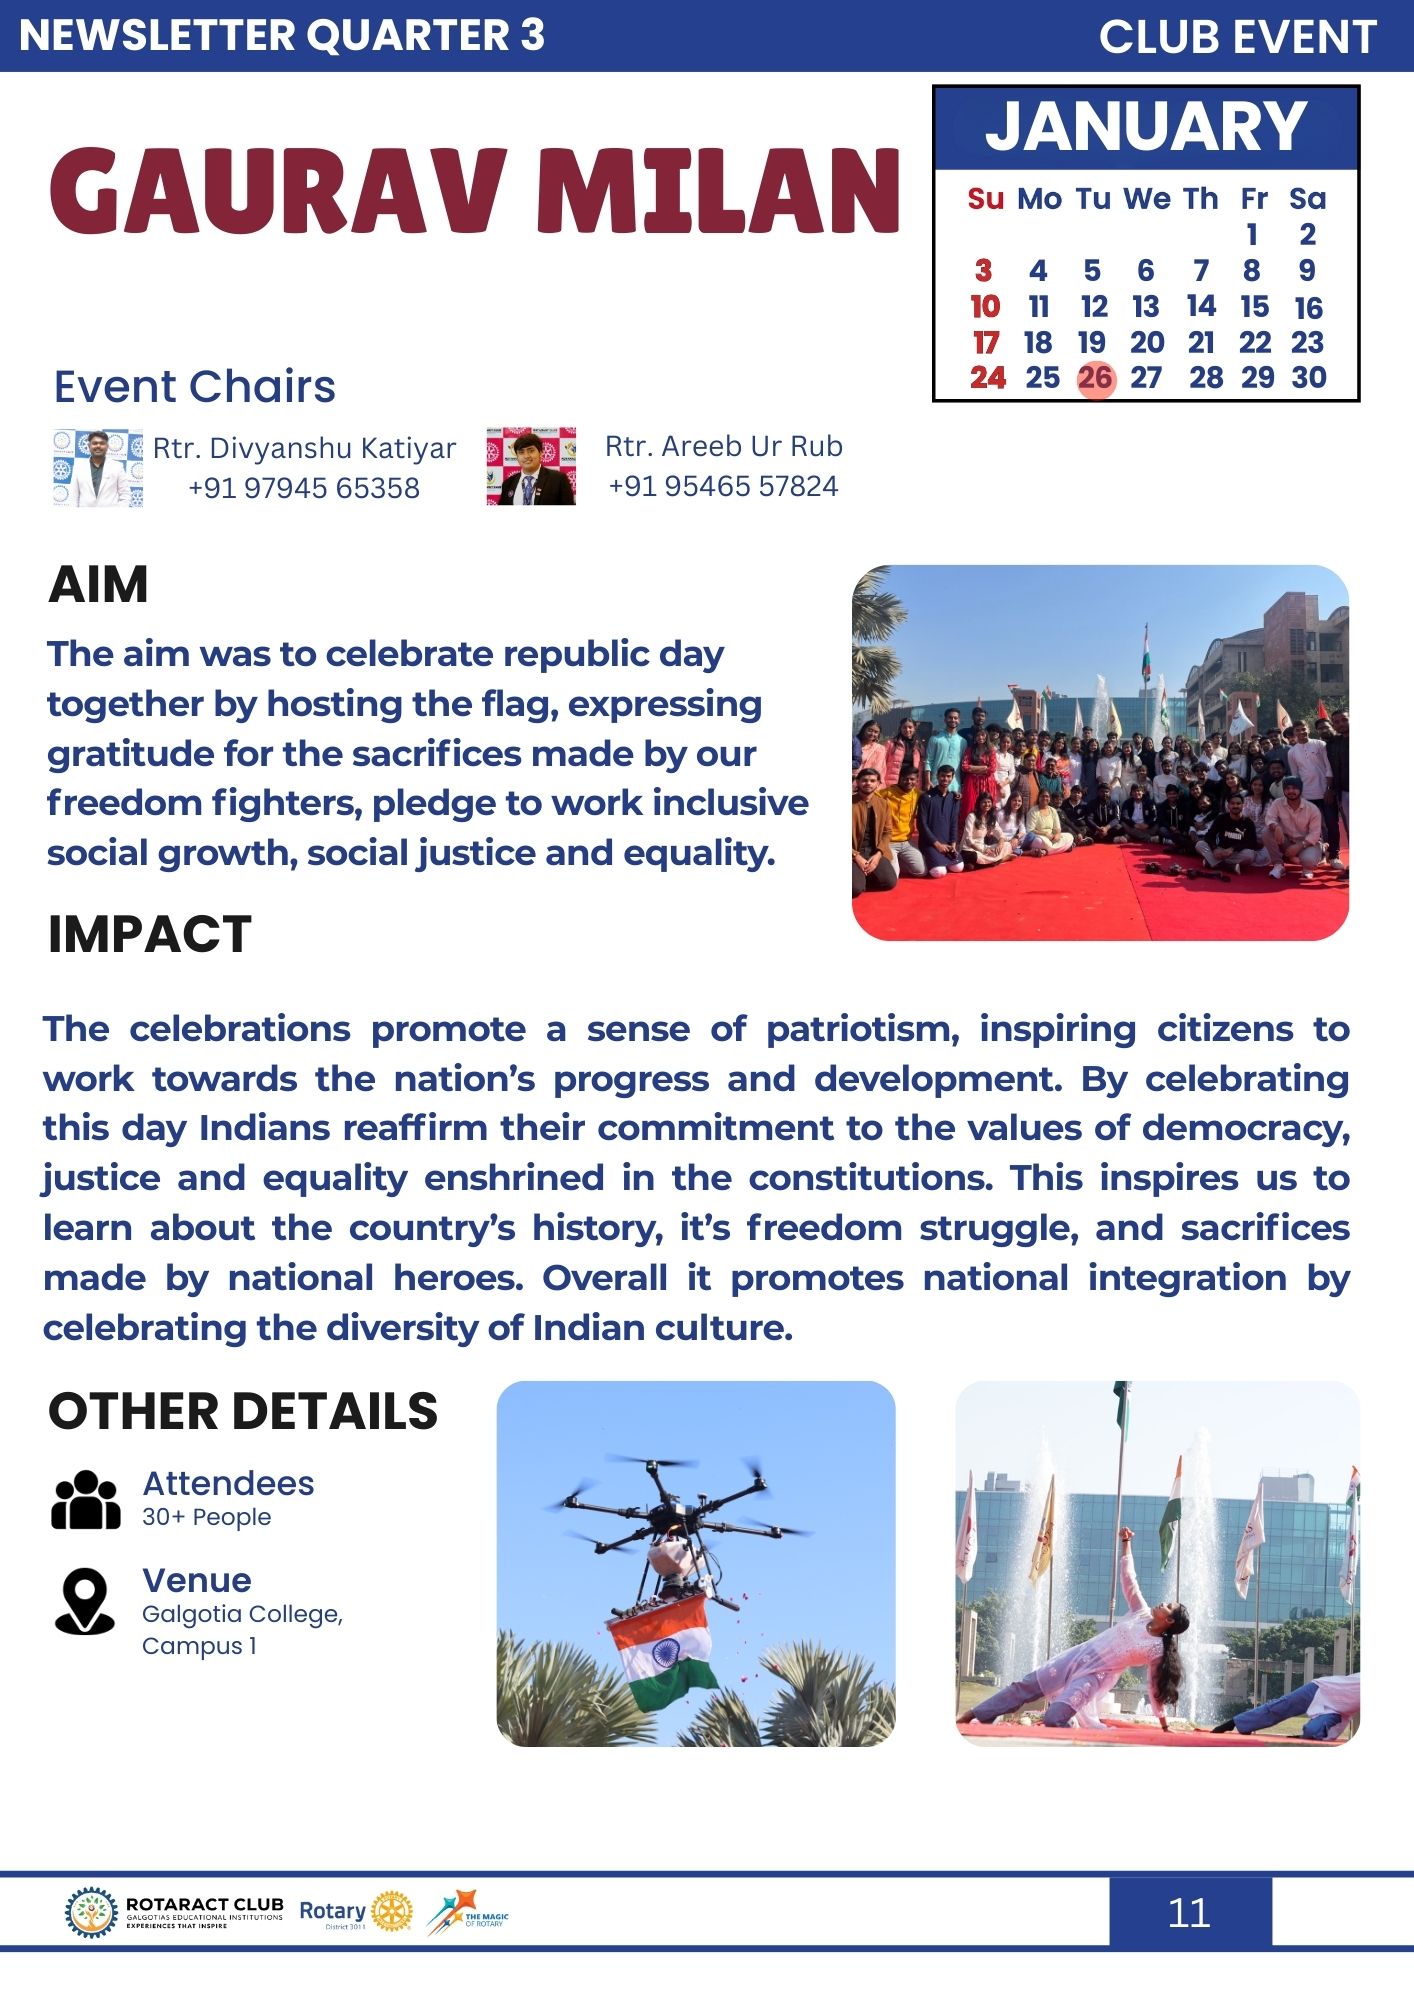 NEWSLETTER QUARTER 3
CLUB EVENT
GAURAV MILAN
JANUARY
Su Mo Tu We Th Fr Sa
1 2
3 4 5 6 7 8 9
10 11 12 13 14 15 16
17 18 19 20 21 22 23
24 25 26 27 28 29 30
Event Chairs
Rtr. Divyanshu Katiyar
+91 97945 65358
Rtr. Areeb Ur Rub
+91 95465 57824
AIM
The aim was to celebrate republic day
together by hosting the flag, expressing
gratitude for the sacrifices made by our
freedom fighters, pledge to work inclusive
social growth, social justice and equality.
IMPACT
The celebrations promote a sense of patriotism, inspiring citizens to
work towards the nation’s progress and development. By celebrating
this day Indians reaffirm their commitment to the values of democracy,
justice and equality enshrined in the constitutions. This inspires us to
learn about the country’s history, it’s freedom struggle, and sacrifices
made by national heroes. Overall it promotes national integration by
celebrating the diversity of Indian culture.
OTHER DETAILS
Attendees
30+ People
Venue
Galgotia College,
Campus 1
ROTARACT CLUB
GALGOTIAS EDUCATIONAL INSTITUTIONS
EXPERIENCES THAT INSPIRE
Rotary
District 3011
THE MAGIC
OF ROTARY
11